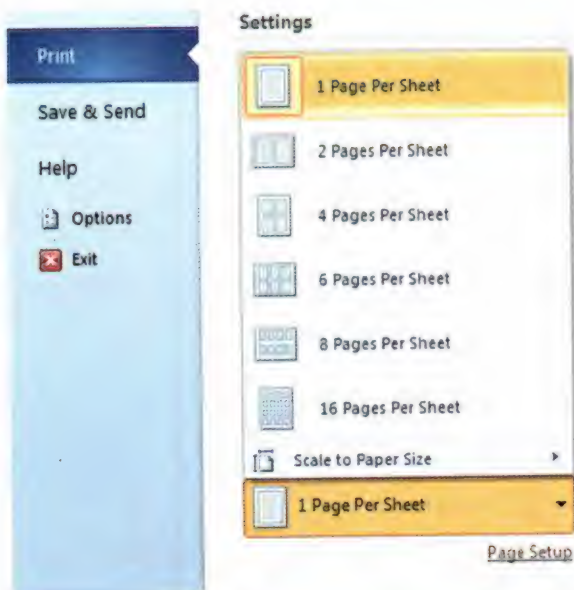 Print
Save & Send
Help
Options
Exit
Settings
1 Page Per Sheet
2 Pages Per Sheet
4 Pages Per Sheet
6 Pages Per Sheet
8 Pages Per Sheet
16 Pages Per Sheet
Scale to Paper Size
1 Page Per Sheet
Page Setup